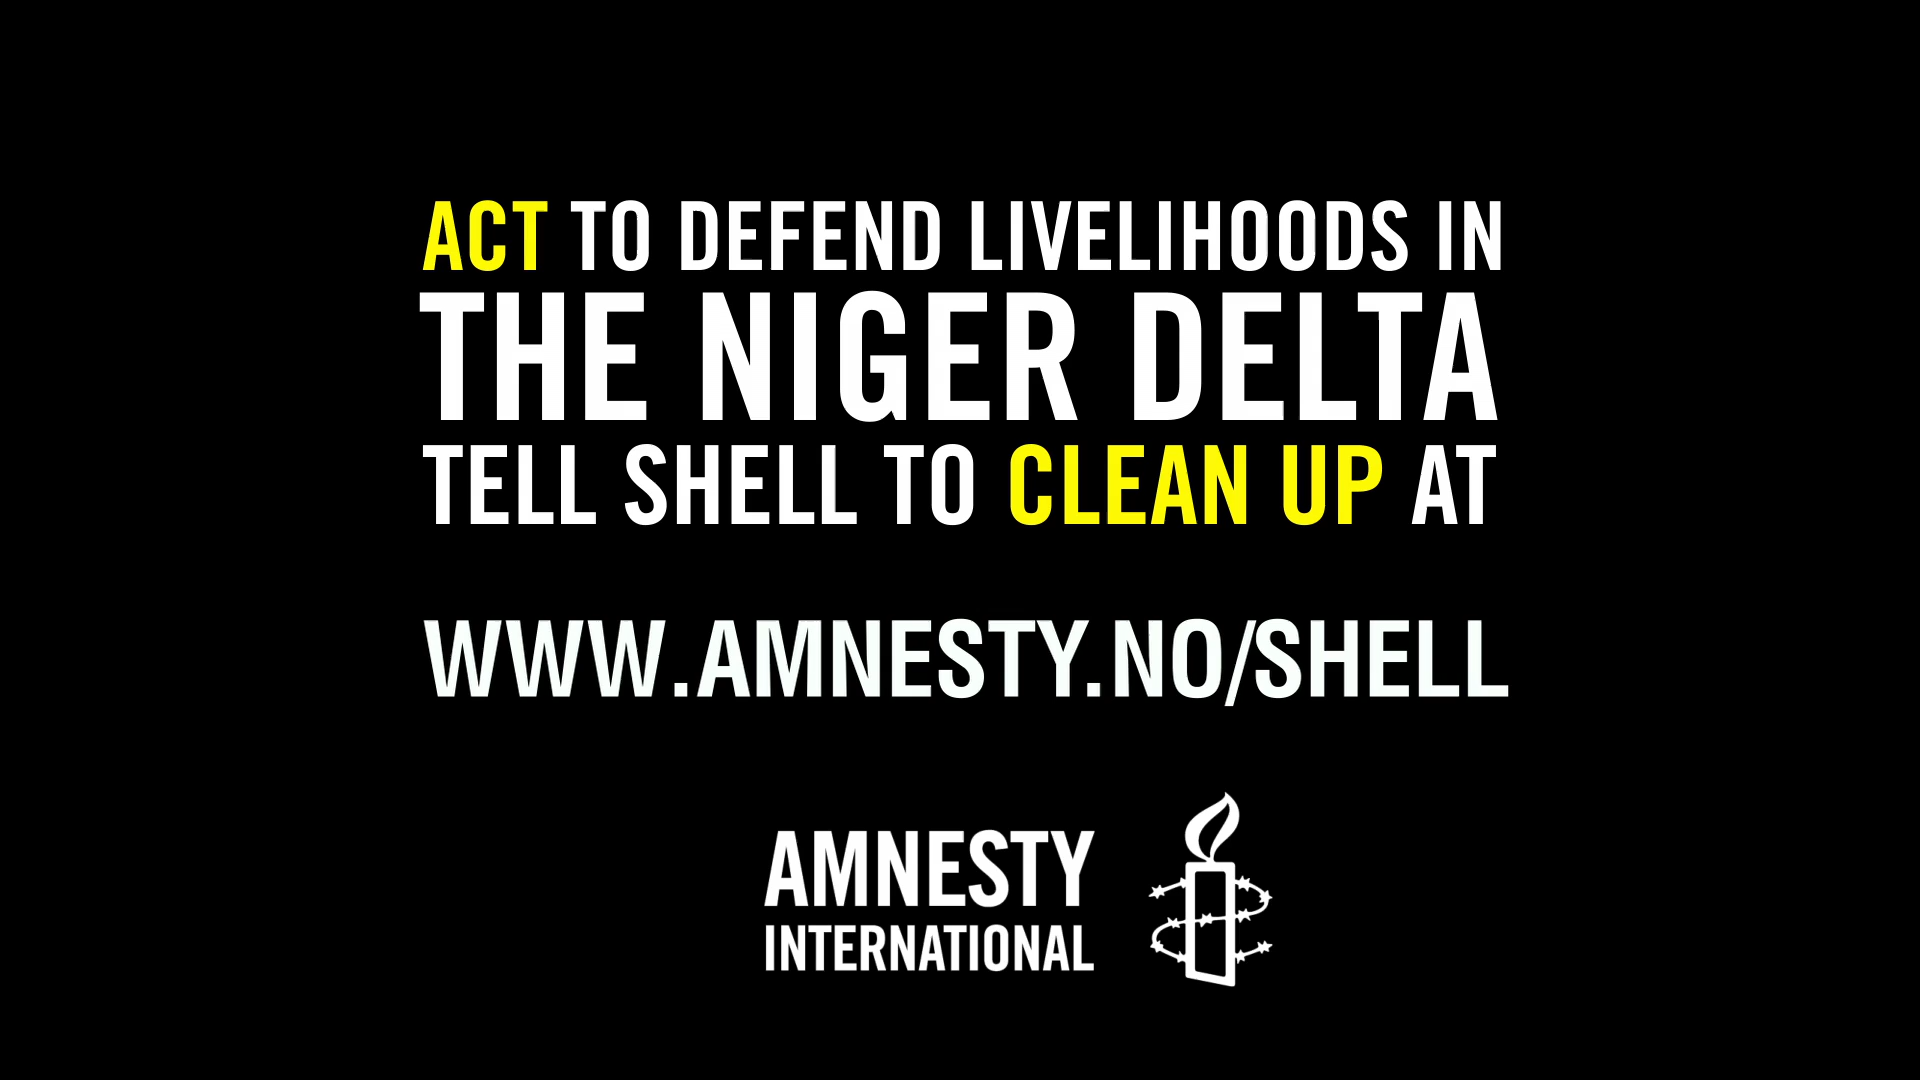 ACT TO DEFEND LIVELIHOODS IN
THE NIGER DELTA
TELL SHELL TO CLEAN UP AT
WWW.AMNESTY.NO/SHELL
AMNESTY
INTERNATIONAL